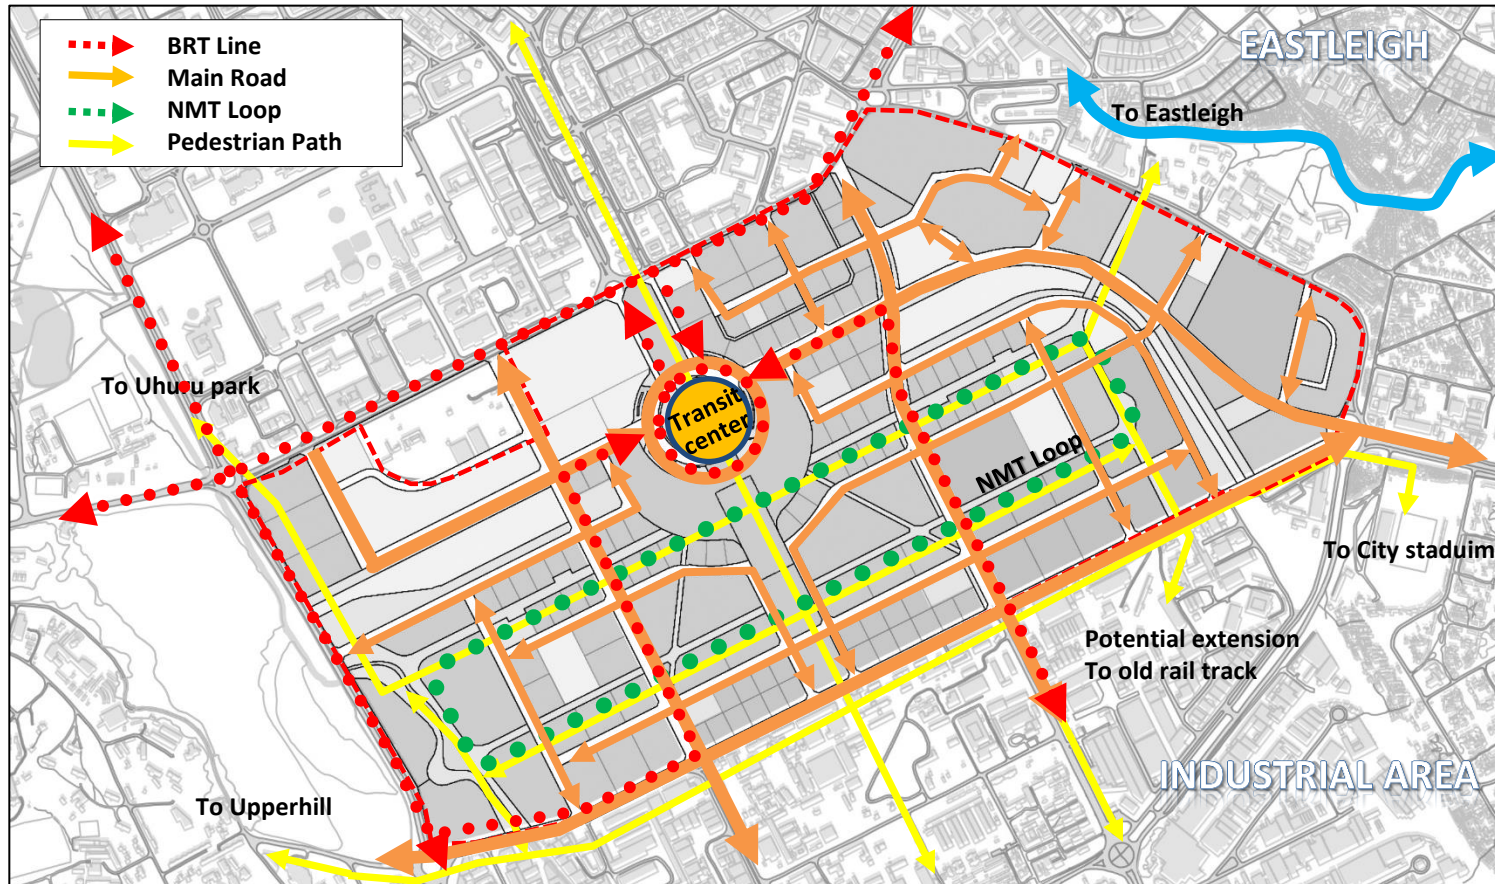 BRT Line
Main Road
NMT Loop
Pedestrian Path
EASTLEIGH
To Eastleigh
To Uhuru park
Transit
center
NMT Loop
To City staduim
Potential extension
To old rail track
INDUSTRIAL AREA
To Upperhill